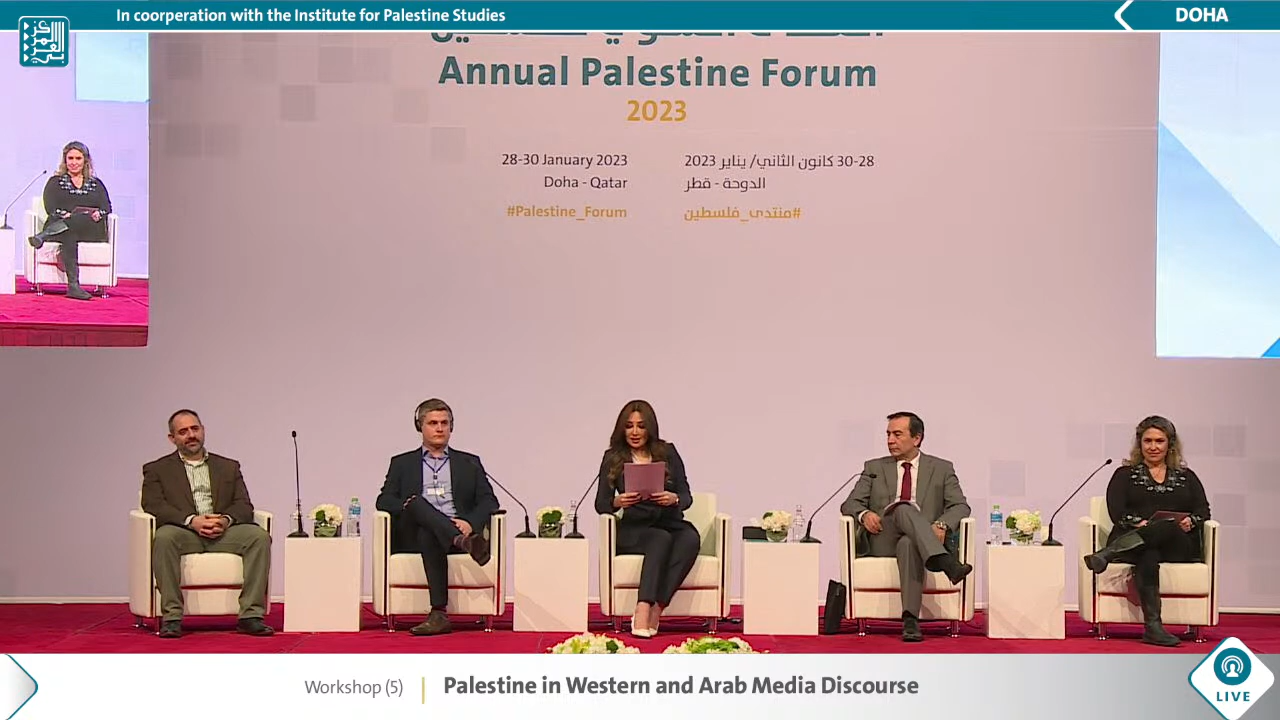 In coorperation with the Institute for Palestine Studies
DOHA
Annual Palestine Forum
2023
28-30 January 2023
Doha - Qatar
#Palestine_Forum
30-28 كانون الثاني/ يناير 2023
الدوحة - قطر
#منتدى_فلسطين
Workshop (5)
Palestine in Western and Arab Media Discourse
LIVE